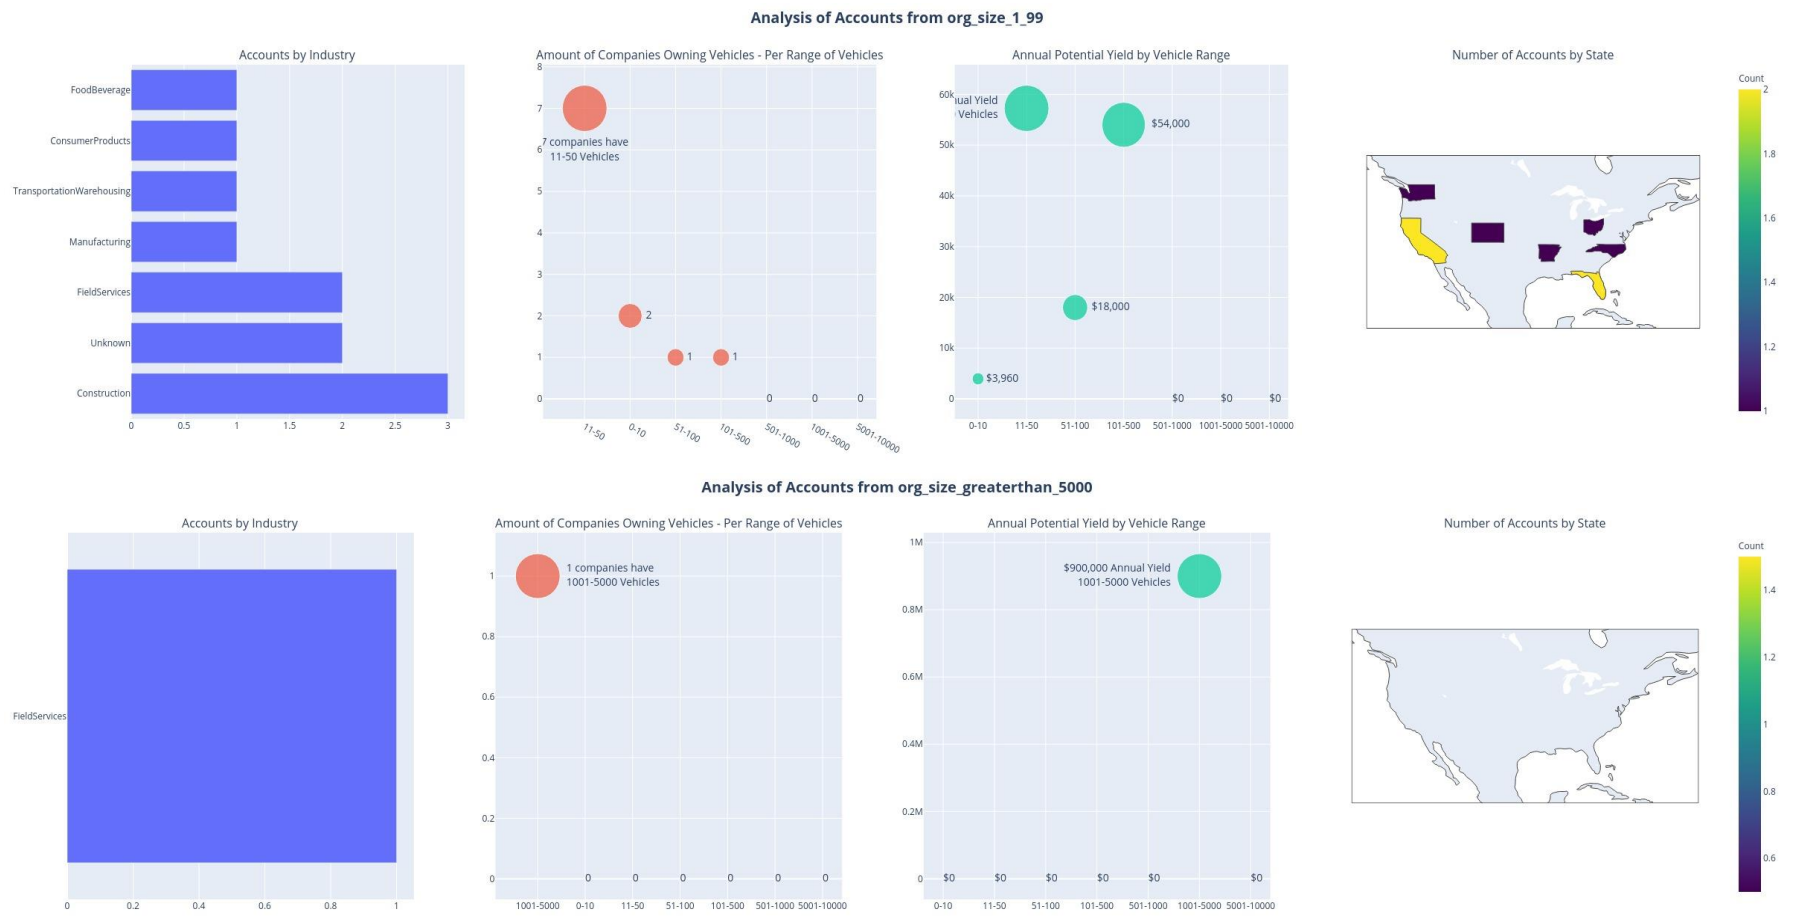 Analysis of Accounts from org_size_1_99
Accounts by Industry
FoodBeverage
ConsumerProducts
TransportationWarehousing
Manufacturing
FieldServices
Unknown
Construction
0 0.5 1 1.5 2 2.5 3
Amount of Companies Owning Vehicles - Per Range of Vehicles
8
7
6
5
4
3
2
1
0
7 companies have
11-50 Vehicles
2
1
1
0 0 0
11-50 0-10 51-100 101-500 501-1000 1001-5000 5001-10000
Annual Potential Yield by Vehicle Range
60k
50k
40k
30k
20k
10k
0
Yield
Vehicles
$54,000
$18,000
$3,960
$0 $0 $0
0-10 11-50 51-100 101-500 501-1000 1001-5000 5001-10000
Number of Accounts by State
Count
2
1.8
1.6
1.4
1.2
1
Analysis of Accounts from org_size_greaterthan_5000
Accounts by Industry
FieldServices
0 0.2 0.4 0.6 0.8 1
Amount of Companies Owning Vehicles - Per Range of Vehicles
1
0.8
0.6
0.4
0.2
0
1 companies have
1001-5000 Vehicles
0 0 0 0 0 0
1001-5000 0-10 11-50 51-100 101-500 501-1000 5001-10000
Annual Potential Yield by Vehicle Range
1M
0.8M
0.6M
0.4M
0.2M
0
$900,000 Annual Yield
1001-5000 Vehicles
$0 $0 $0 $0 $0 $0
0-10 11-50 51-100 101-500 501-1000 1001-5000 5001-10000
Number of Accounts by State
Count
1.4
1.2
1
0.8
0.6